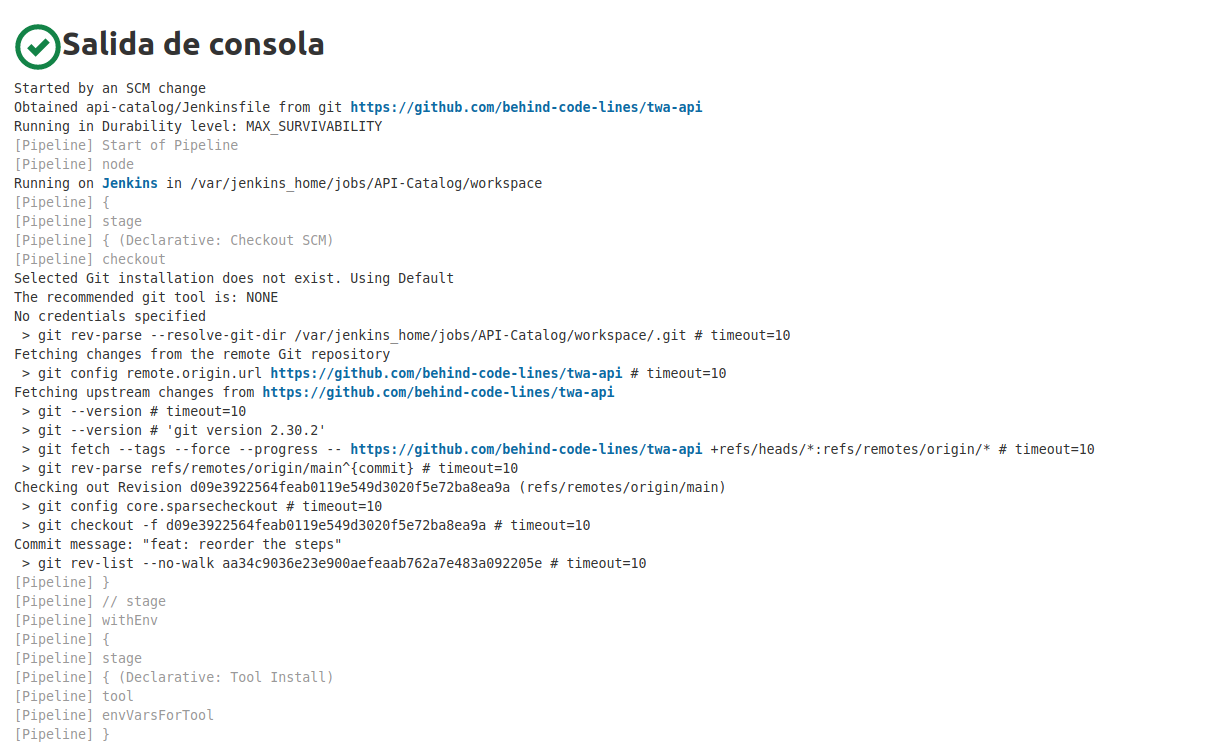 Salida de consola
Started by an SCM change
Obtained api-catalog/Jenkinsfile from git https://github.com/behind-code-lines/twa-api
Running in Durability level: MAX_SURVIVABILITY
[Pipeline] Start of Pipeline
[Pipeline] node
Running on Jenkins in /var/jenkins_home/jobs/API-Catalog/workspace
[Pipeline] {
[Pipeline] stage
[Pipeline] { (Declarative: Checkout SCM)
[Pipeline] checkout
Selected Git installation does not exist. Using Default
The recommended git tool is: NONE
No credentials specified
 > git rev-parse --resolve-git-dir /var/jenkins_home/jobs/API-Catalog/workspace/.git # timeout=10
Fetching changes from the remote Git repository
 > git config remote.origin.url https://github.com/behind-code-lines/twa-api # timeout=10
Fetching upstream changes from https://github.com/behind-code-lines/twa-api
 > git --version # timeout=10
 > git --version # 'git version 2.30.2'
 > git fetch --tags --force --progress -- https://github.com/behind-code-lines/twa-api +refs/heads/*:refs/remotes/origin/* # timeout=10
 > git rev-parse refs/remotes/origin/main^{commit} # timeout=10
Checking out Revision d09e3922564feab0119e549d3020f5e72ba8ea9a (refs/remotes/origin/main)
 > git config core.sparsecheckout # timeout=10
 > git checkout -f d09e3922564feab0119e549d3020f5e72ba8ea9a # timeout=10
Commit message: "feat: reorder the steps"
 > git rev-list --no-walk aa34c9036e23e900aefeaab762a7e483a092205e # timeout=10
[Pipeline] }
[Pipeline] // stage
[Pipeline] withEnv
[Pipeline] {
[Pipeline] stage
[Pipeline] { (Declarative: Tool Install)
[Pipeline] tool
[Pipeline] envVarsForTool
[Pipeline] }